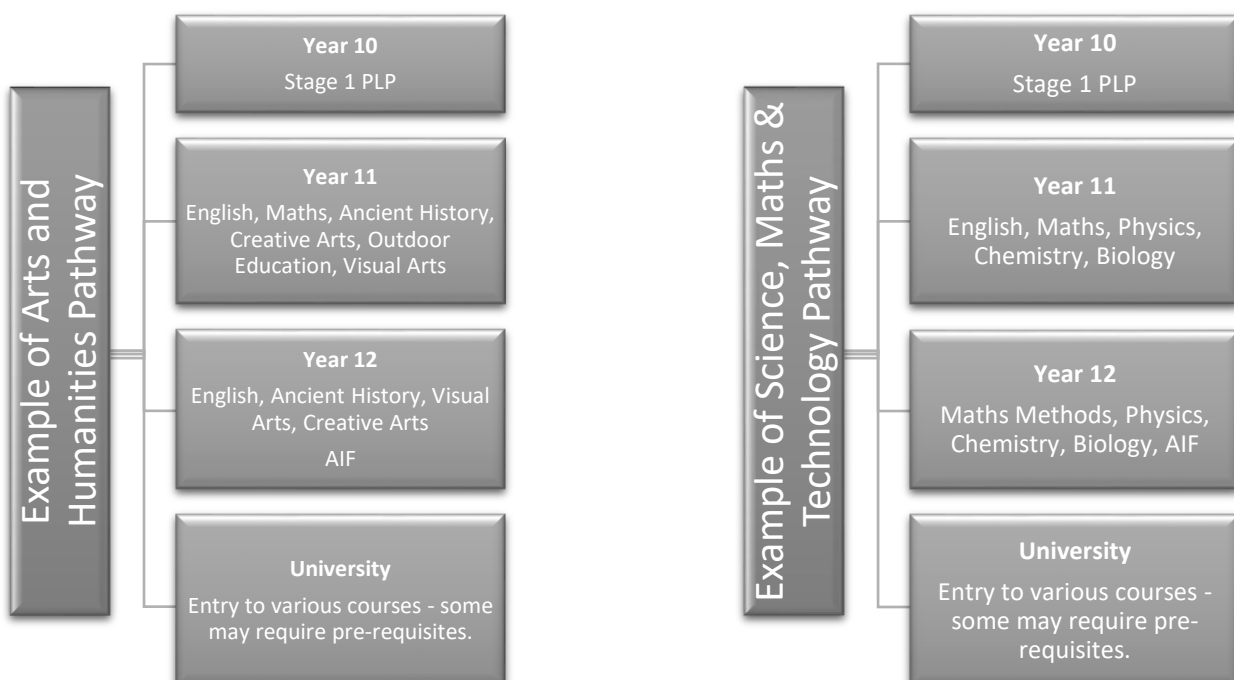 Example of Arts and
Humanities Pathway
Year 10
Stage 1 PLP
Year 11
English, Maths, Ancient History,
Creative Arts, Outdoor
Education, Visual Arts
Year 12
English, Ancient History, Visual
Arts, Creative Arts
AIF
University
Entry to various courses - some
may require pre-requisites.
Example of Science, Maths &
Technology Pathway
Year 10
Stage 1 PLP
Year 11
English, Maths, Physics,
Chemistry, Biology
Year 12
Maths Methods, Physics,
Chemistry, Biology, AIF
University
Entry to various courses -
some may require pre-
requisites.